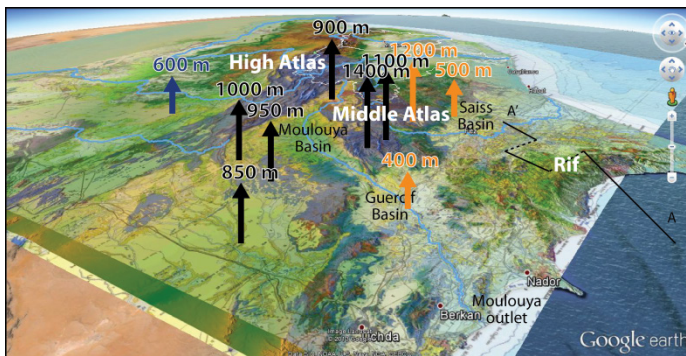 900 m
600 m
High Atlas
1200 m
1100 m
1400 m
500 m
1000 m
950 m
Middle Atlas
Saiss
Basin
A'
Moulouya
Basin
850 m
400 m
Rif
Guercif
Basin
A
Nador
Moulouya
outlet
Berkan
Google earth